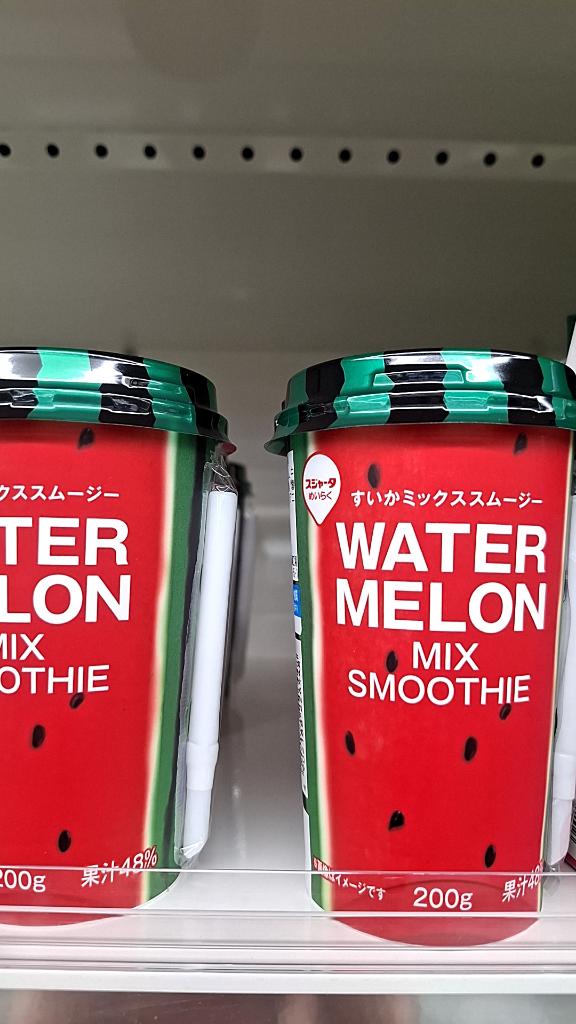 クススムージー
TER
LON
MIX
OTHIE
200g
果汁48%
スジャータ
めいらく
すいかミックススムージー
WATER
MELON
MIX
SMOOTHIE
イメージです
200g
果汁48